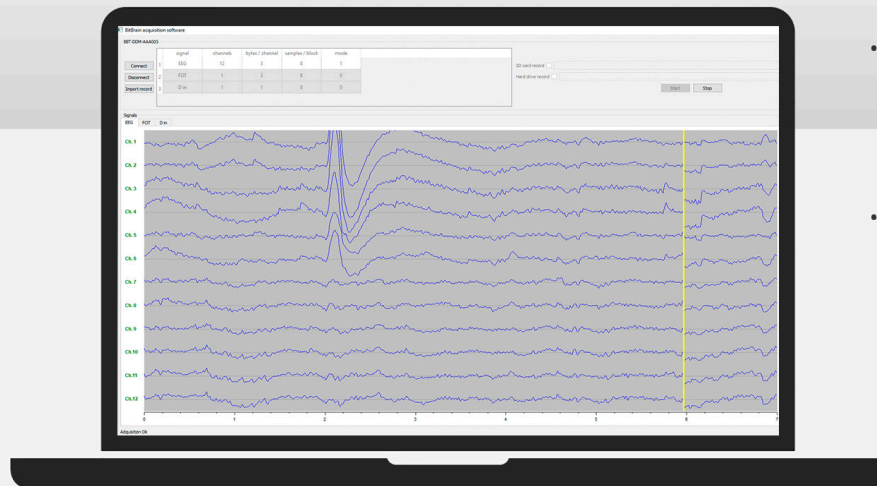 BitBrain acquisition software
BBT-DDM-AAA001
signal channels bytes / channel samples / block mode
Connect
1 EEG 12 3 8 1
SD card record
Disconnect
2 FOT 1 3 8 0
Hard drive record
Import record
3 D in 1 1 8 0
Start Stop
Signals
EEG FOT D in
Ch. 1
Ch. 2
Ch. 3
Ch. 4
Ch. 5
Ch. 6
Ch. 7
Ch. 8
Ch. 9
Ch.10
Ch.11
Ch.12
0 1 2 3 4 5 6 7
Adquisition Ok